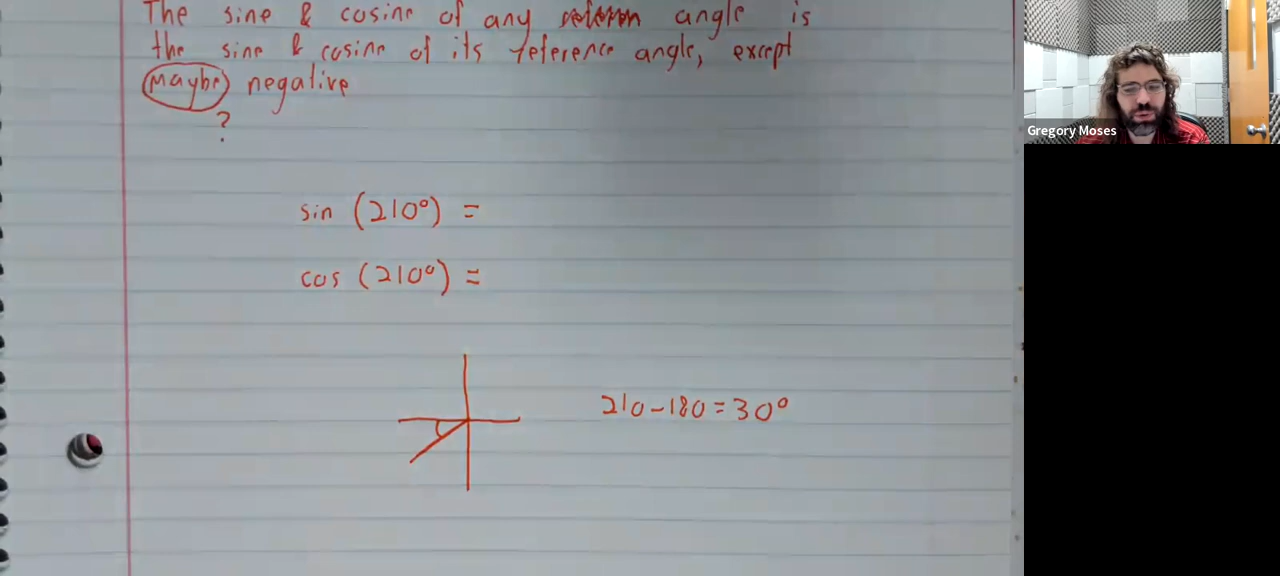 The sine & cosine of any angle is
the sine & cosine of its reference angle, except
maybe negative
?
Gregory Moses
sin (210°) =
cos (210°) =
210-180=30°